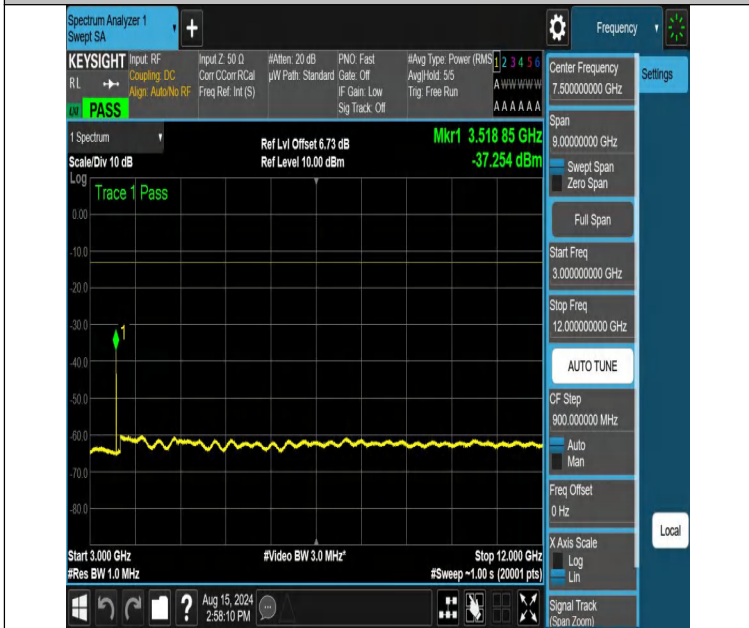 Spectrum Analyzer 1
Swept SA
+
Frequency
KEYSIGHT
RL
PASS
Input: RF
Coupling: DC
Align: Auto/No RF
Input Z: 50 Ω
Corr CCorr RCal
Freq Ref: Int (S)
#Atten: 20 dB
µW Path: Standard
PNO: Fast
Gate: Off
IF Gain: Low
Sig Track: Off
#Avg Type: Power (RMS
Avg|Hold: 5/5
Trig: Free Run
1 2 3 4 5 6
A W W W W W
A A A A A A
1 Spectrum
Scale/Div 10 dB
Ref Lvl Offset 6.73 dB
Ref Level 10.00 dBm
Mkr1 3.518 85 GHz
-37.254 dBm
Log
Trace 1 Pass
0.00
-10.0
-20.0
-30.0
-40.0
-50.0
-60.0
-70.0
-80.0
1
Start 3.000 GHz
#Res BW 1.0 MHz
#Video BW 3.0 MHz*
Stop 12.000 GHz
#Sweep ~1.00 s (20001 pts)
Aug 15, 2024
2:58:10 PM
?
Center Frequency
7.50000000 GHz
Settings
Span
9.00000000 GHz
Swept Span
Zero Span
Full Span
Start Freq
3.000000000 GHz
Stop Freq
12.000000000 GHz
AUTO TUNE
CF Step
900.000000 MHz
Auto
Man
Freq Offset
0 Hz
X Axis Scale
Log
Lin
Local
Signal Track
(Span Zoom)